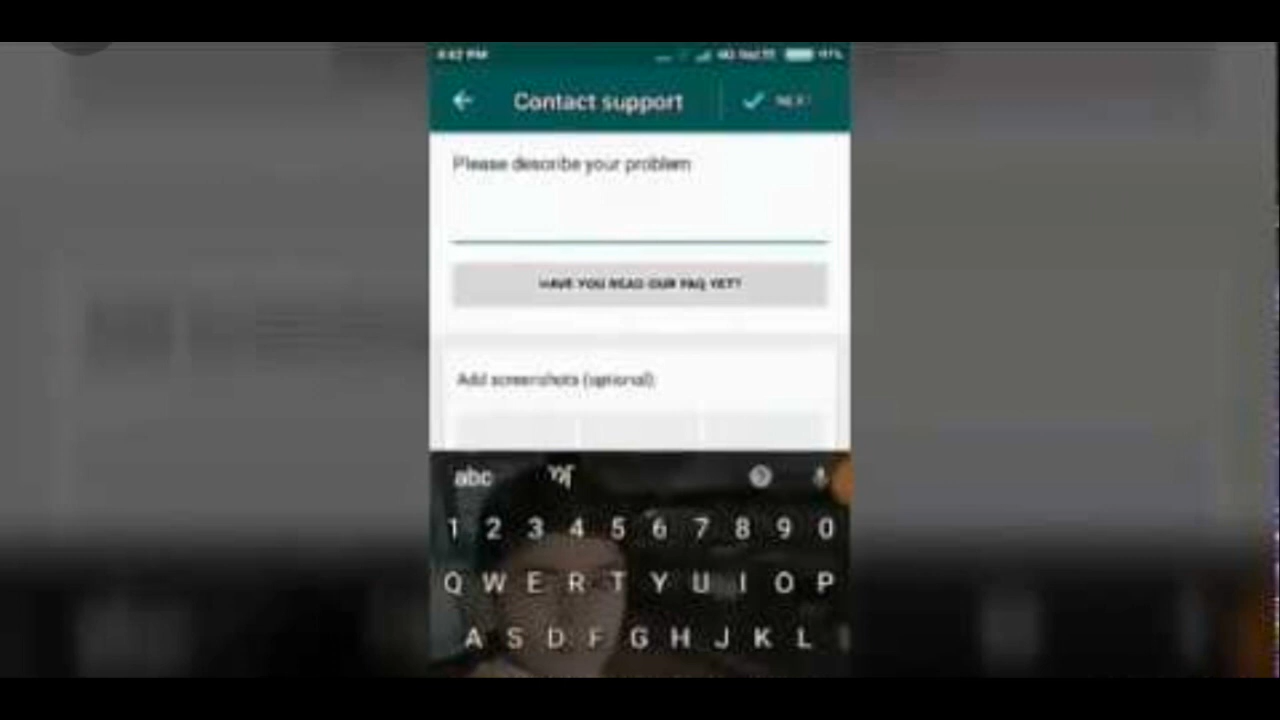 Contact support
NEXT
Please describe your problem
HAVE YOU READ OUR FAQ YET?
Add screenshots (optional)
abc অ
1 2 3 4 5 6 7 8 9 0
Q W E R T Y U I O P
A S D F G H J K L